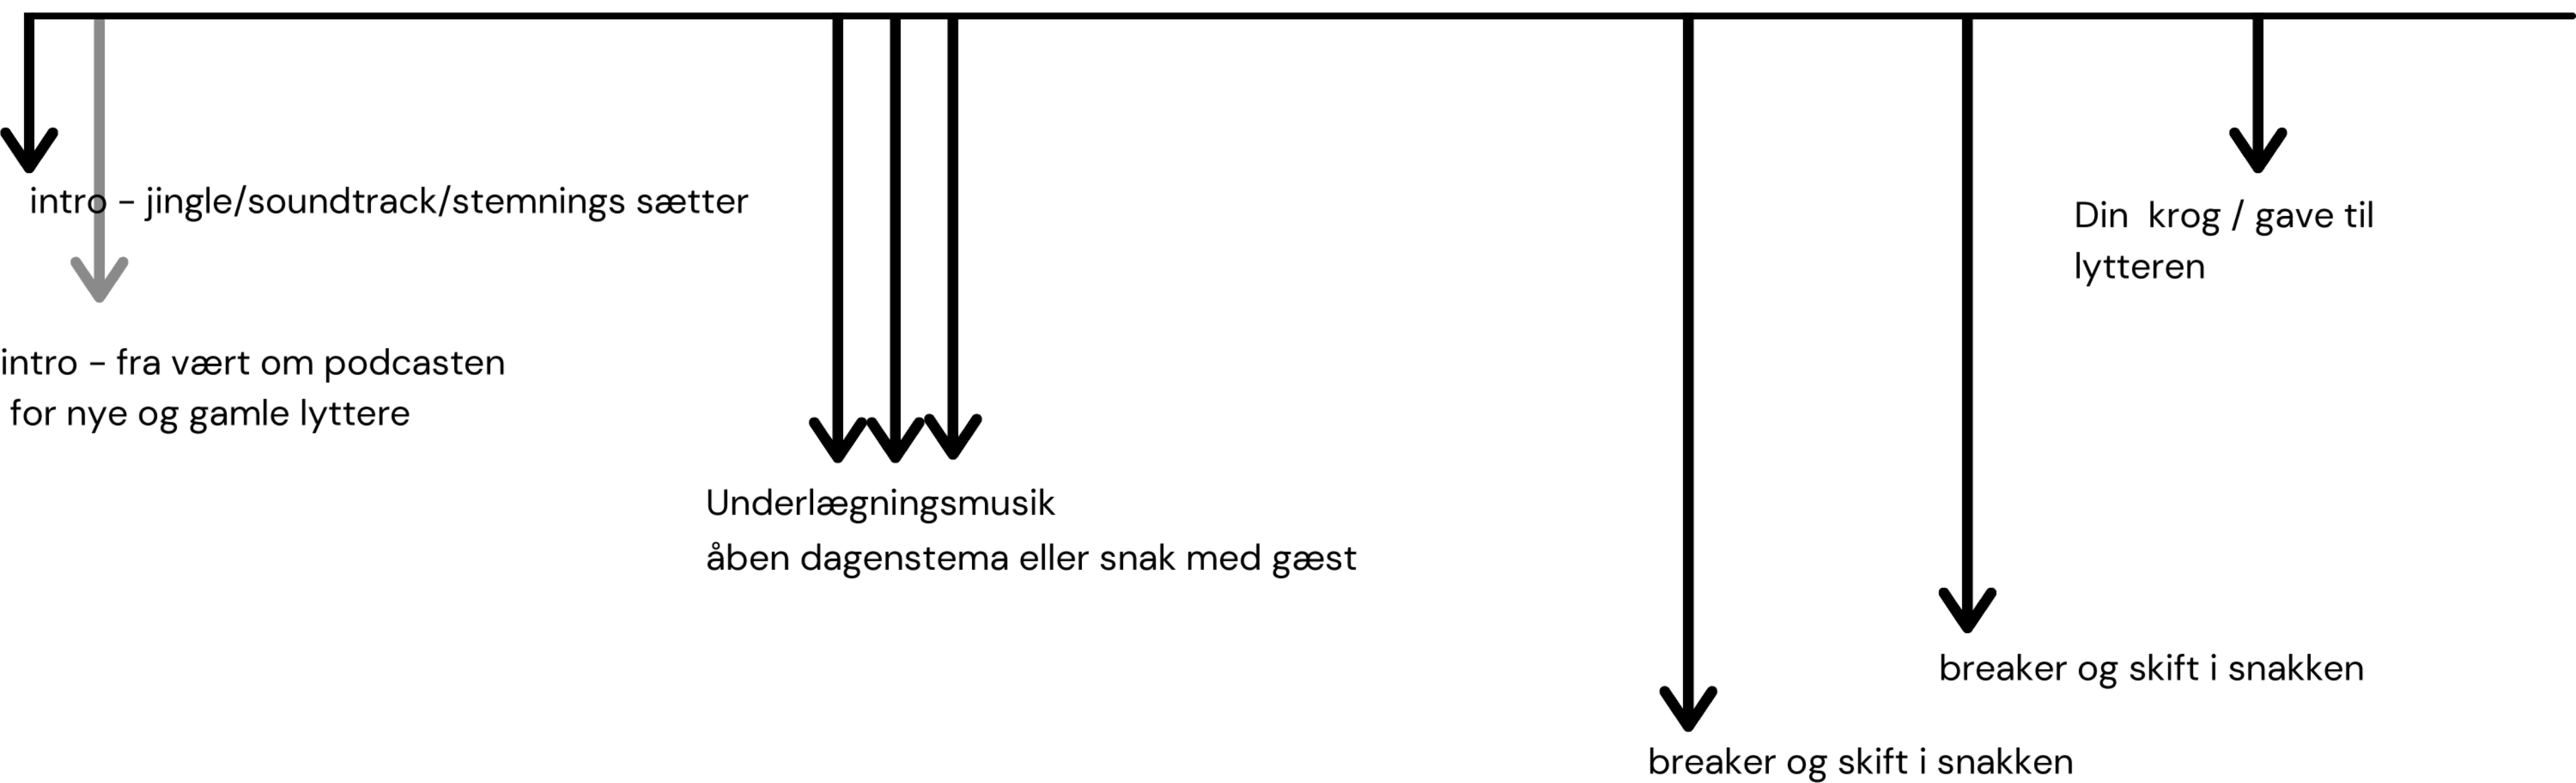 intro - jingle/soundtrack/stemnings sætter
intro - fra vært om podcasten
for nye og gamle lyttere
Underlægningsmusik
åben dagenstema eller snak med gæst
breaker og skift i snakken
breaker og skift i snakken
Din krog / gave til
lytteren